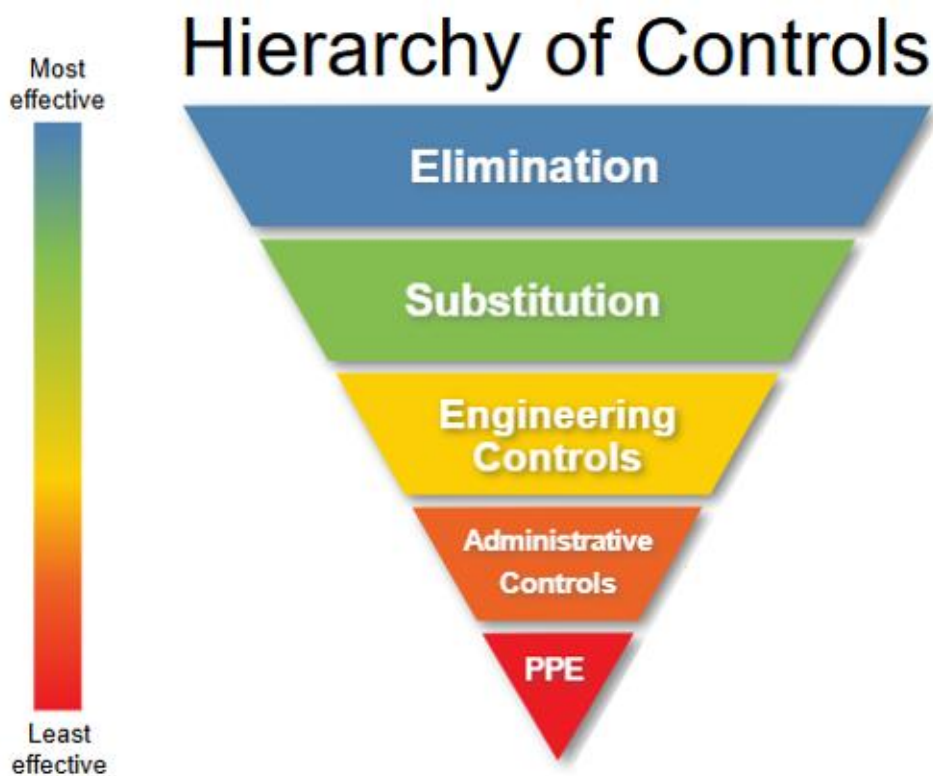 Hierarchy of Controls
Most
effective
Elimination
Substitution
Engineering
Controls
Administrative
Controls
PPE
Least
effective